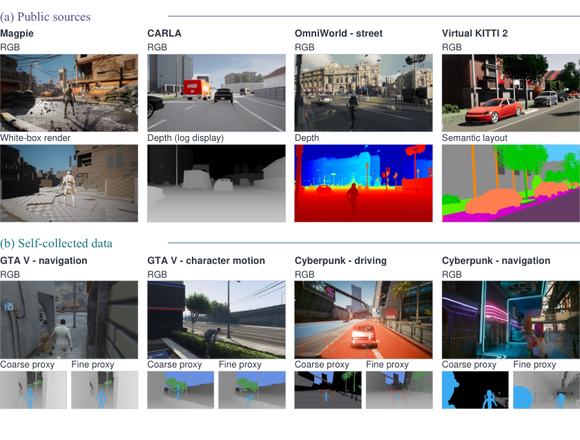 (a) Public sources
Magpie CARLA OmniWorld - street Virtual KITTI 2
RGB RGB RGB RGB
White-box render Depth (log display) Depth Semantic layout
(b) Self-collected data
GTA V - navigation GTA V - character motion Cyberpunk - driving Cyberpunk - navigation
RGB RGB RGB RGB
Coarse proxy Fine proxy Coarse proxy Fine proxy Coarse proxy Fine proxy Coarse proxy Fine proxy